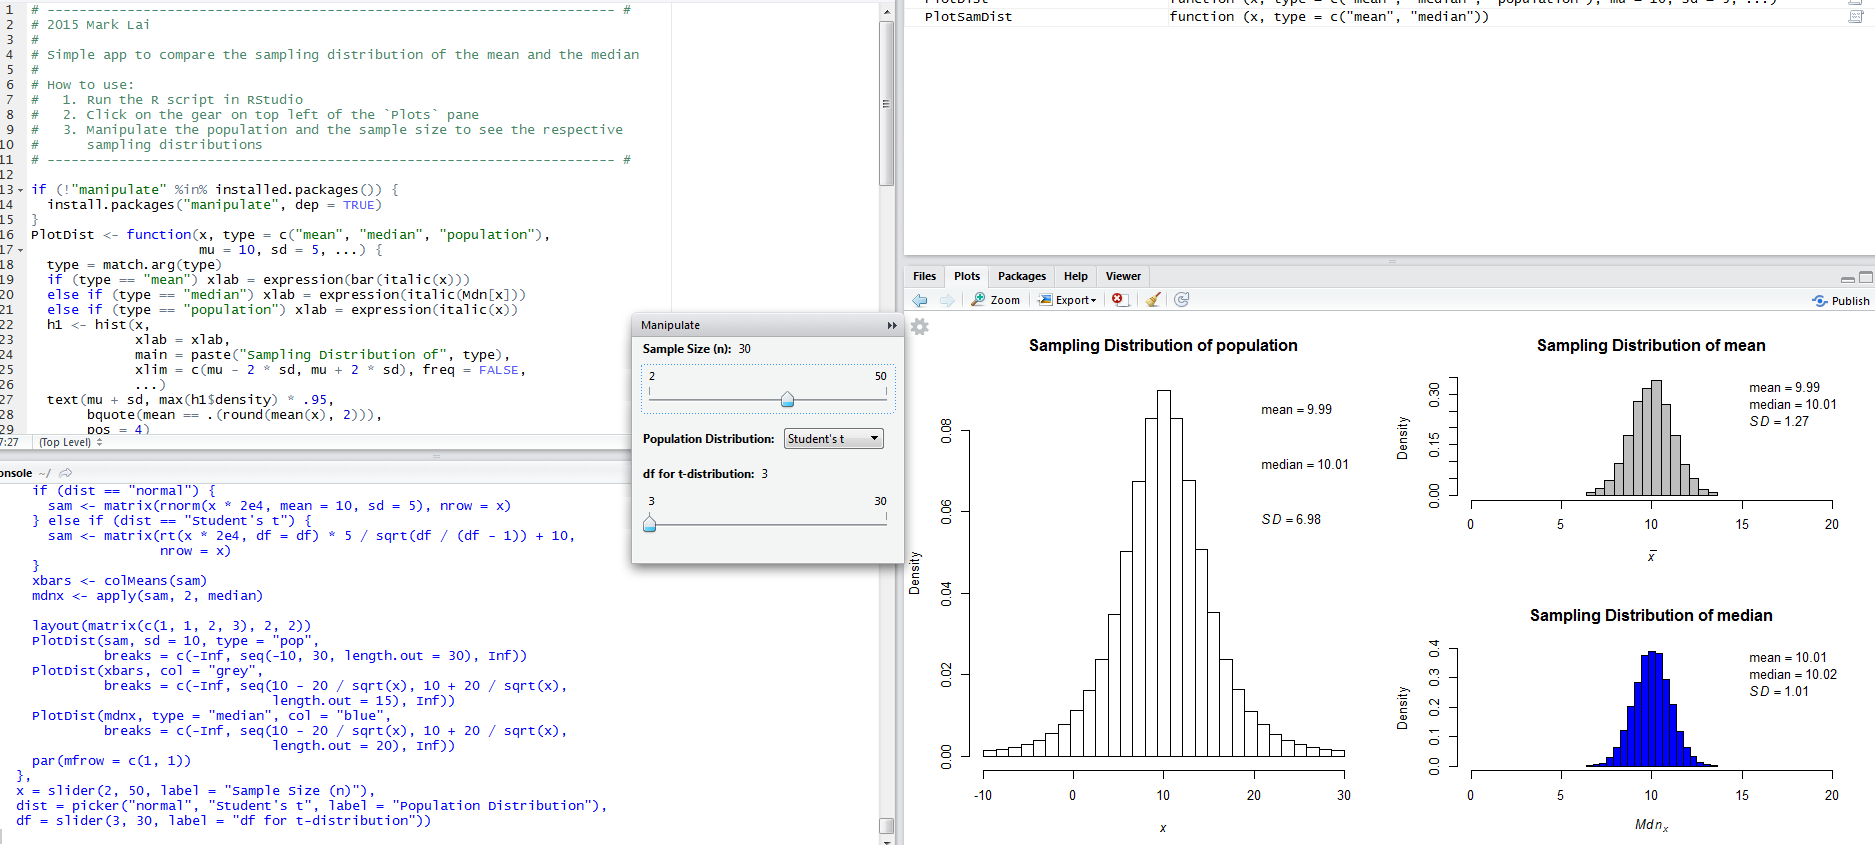 1 # ------------------------------------------------------------------------ #
2 # 2015 Mark Lai
3 #
4 # Simple app to compare the sampling distribution of the mean and the median
5 #
6 # How to use:
7 #   1. Run the R script in RStudio
8 #   2. Click on the gear on top left of the `Plots` pane
9 #   3. Manipulate the population and the sample size to see the respective
10 #      sampling distributions
11 # ------------------------------------------------------------------------ #
12
13 if (!"manipulate" %in% installed.packages()) {
14   install.packages("manipulate", dep = TRUE)
15 }
16 PlotDist <- function(x, type = c("mean", "median", "population"),
17                      mu = 10, sd = 5, ...) {
18   type = match.arg(type)
19   if (type == "mean") xlab = expression(bar(italic(x)))
20   else if (type == "median") xlab = expression(italic(Mdn[x]))
21   else if (type == "population") xlab = expression(italic(x))
22   h1 <- hist(x,
23              xlab = xlab,
24              main = paste("Sampling Distribution of", type),
25              xlim = c(mu - 2 * sd, mu + 2 * sd), freq = FALSE,
26              ...)
27   text(mu + sd, max(h1$density) * .95,
28        bquote(mean == .(round(mean(x), 2))),
29        pos = 4)
7:27 (Top Level)
onsole ~/
  if (dist == "normal") {
    sam <- matrix(rnorm(x * 2e4, mean = 10, sd = 5), nrow = x)
  } else if (dist == "Student's t") {
    sam <- matrix(rt(x * 2e4, df = df) * 5 / sqrt(df / (df - 1)) + 10,
                  nrow = x)
  }
  xbars <- colMeans(sam)
  mdnx <- apply(sam, 2, median)
  layout(matrix(c(1, 1, 2, 3), 2, 2))
  PlotDist(sam, sd = 10, type = "pop",
           breaks = c(-Inf, seq(-10, 30, length.out = 30), Inf))
  PlotDist(xbars, col = "grey",
           breaks = c(-Inf, seq(10 - 20 / sqrt(x), 10 + 20 / sqrt(x),
                                length.out = 15), Inf))
  PlotDist(mdnx, type = "median", col = "blue",
           breaks = c(-Inf, seq(10 - 20 / sqrt(x), 10 + 20 / sqrt(x),
                                length.out = 20), Inf))
  par(mfrow = c(1, 1))
},
x = slider(2, 50, label = "Sample Size (n)"),
dist = picker("normal", "Student's t", label = "Population Distribution"),
df = slider(3, 30, label = "df for t-distribution"))
Manipulate
Sample Size (n): 30
2 50
Population Distribution: Student's t
df for t-distribution: 3
3 30
PlotDist function (x, type = c("mean", "median", "population"), mu = 10, sd = 5, ...)
PlotSamDist function (x, type = c("mean", "median"))
Files Plots Packages Help Viewer
Zoom Export Publish
Sampling Distribution of population
mean = 9.99
median = 10.01
SD = 6.98
Density
0.00 0.02 0.04 0.06 0.08
-10 0 10 20 30
x
Sampling Distribution of mean
mean = 9.99
median = 10.01
SD = 1.27
Density
0.00 0.15 0.30
0 5 10 15 20
x̄
Sampling Distribution of median
mean = 10.01
median = 10.02
SD = 1.01
Density
0.0 0.1 0.2 0.3 0.4
0 5 10 15 20
Mdnx